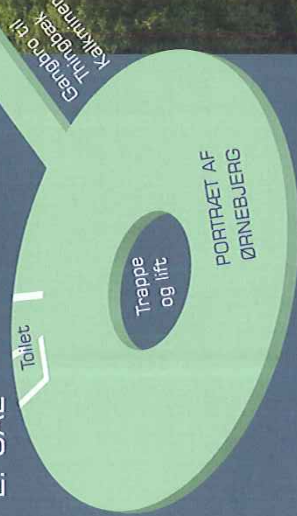 Gangbro til
Thingbæk
Kalkminer
Toilet
Trappe
og lift
PORTRÆT AF
ØRNEBJERG